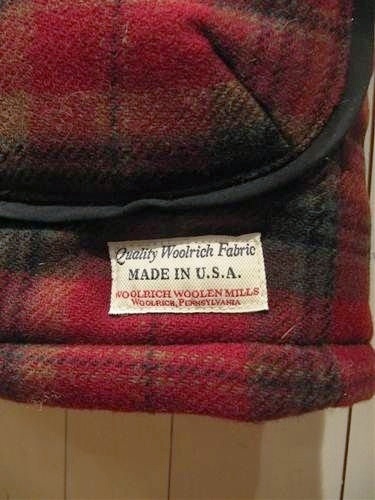 Quality Woolrich Fabric
MADE IN U.S.A.
WOOLRICH WOOLEN MILLS
WOOLRICH, PENNSYLVANIA